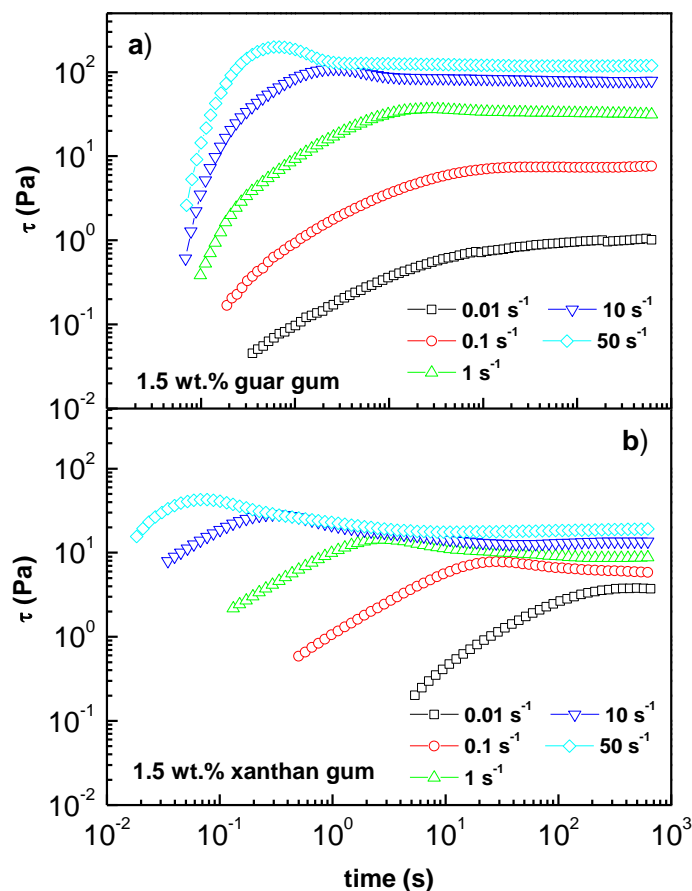 a)
τ (Pa)
10²
10¹
10⁰
10⁻¹
10⁻²
0.01 s⁻¹
10 s⁻¹
0.1 s⁻¹
50 s⁻¹
1 s⁻¹
1.5 wt.% guar gum
b)
τ (Pa)
10²
10¹
10⁰
10⁻¹
10⁻²
0.01 s⁻¹
10 s⁻¹
0.1 s⁻¹
50 s⁻¹
1 s⁻¹
1.5 wt.% xanthan gum
10⁻² 10⁻¹ 10⁰ 10¹ 10² 10³
time (s)